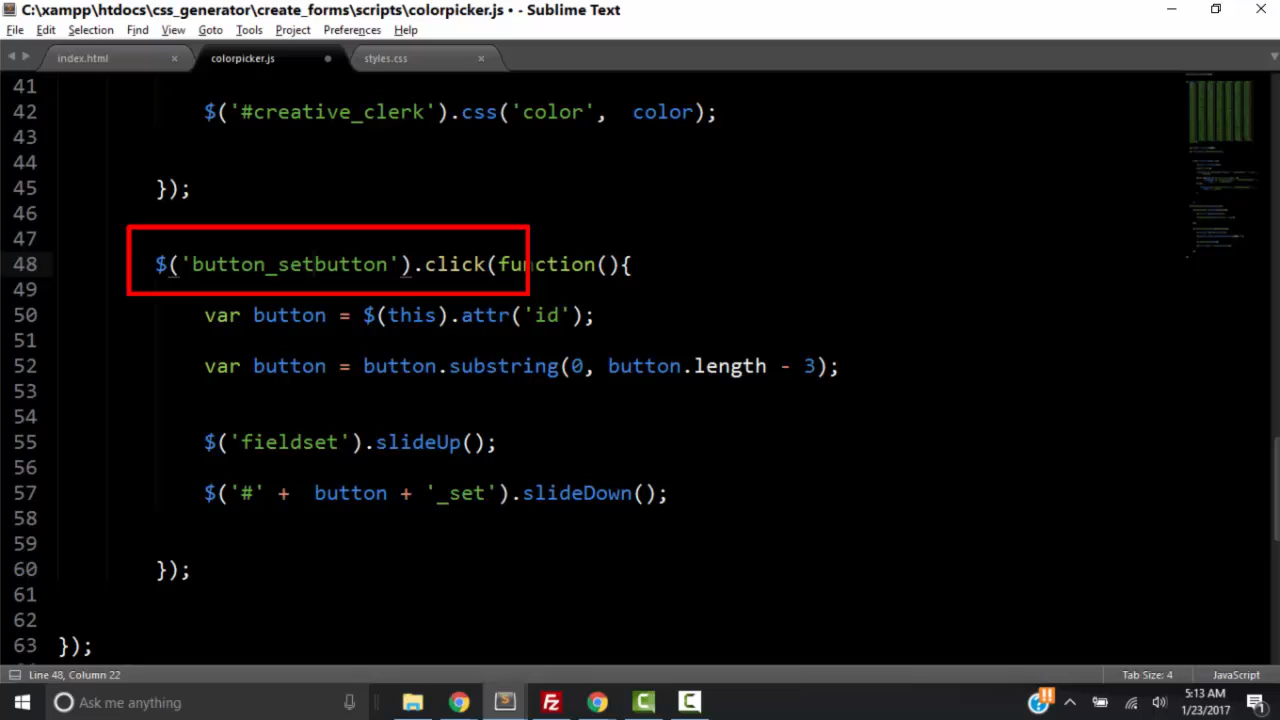 C:\xampp\htdocs\css_generator\create_forms\scripts\colorpicker.js • - Sublime Text
File Edit Selection Find View Goto Tools Project Preferences Help
index.html × colorpicker.js styles.css ×
41
42 $('#creative_clerk').css('color',  color);
43
44
45 });
46
47
48 $('button_setbutton').click(function(){
49
50 var button = $(this).attr('id');
51
52 var button = button.substring(0, button.length - 3);
53
54
55 $('fieldset').slideUp();
56
57 $('#' +  button + '_set').slideDown();
58
59
60 });
61
62
63 });
Line 48, Column 22 Tab Size: 4 JavaScript
Ask me anything
5:13 AM
1/23/2017